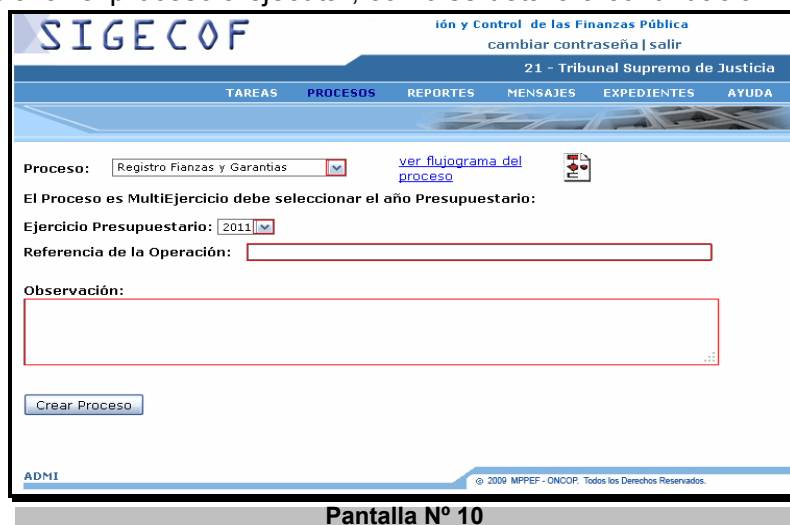 SIGECOF
ión y Control de las Finanzas Pública
cambiar contraseña | salir
21 - Tribunal Supremo de Justicia
TAREAS PROCESOS REPORTES MENSAJES EXPEDIENTES AYUDA
Proceso: Registro Fianzas y Garantias ver flujograma del proceso
El Proceso es MultiEjercicio debe seleccionar el año Presupuestario:
Ejercicio Presupuestario: 2011
Referencia de la Operación:
Observación:
Crear Proceso
ADMI
© 2009 MPPEF - ONCOP. Todos los Derechos Reservados.
Pantalla Nº 10